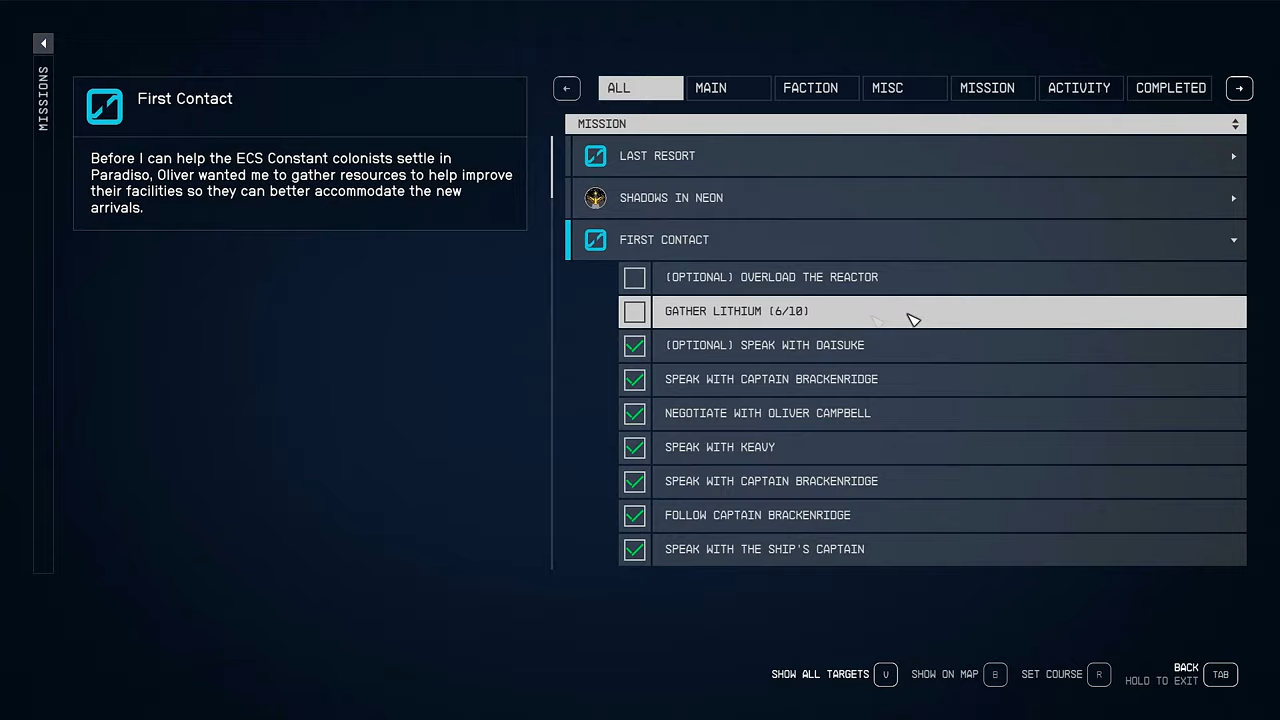 MISSIONS
First Contact
Before I can help the ECS Constant colonists settle in
Paradiso, Oliver wanted me to gather resources to help improve
their facilities so they can better accommodate the new
arrivals.
ALL MAIN FACTION MISC MISSION ACTIVITY COMPLETED
MISSION
LAST RESORT
SHADOWS IN NEON
FIRST CONTACT
(OPTIONAL) OVERLOAD THE REACTOR
GATHER LITHIUM (6/10)
(OPTIONAL) SPEAK WITH DAISUKE
SPEAK WITH CAPTAIN BRACKENRIDGE
NEGOTIATE WITH OLIVER CAMPBELL
SPEAK WITH KEAVY
SPEAK WITH CAPTAIN BRACKENRIDGE
FOLLOW CAPTAIN BRACKENRIDGE
SPEAK WITH THE SHIP'S CAPTAIN
SHOW ALL TARGETS V SHOW ON MAP B SET COURSE R BACK TAB
HOLD TO EXIT